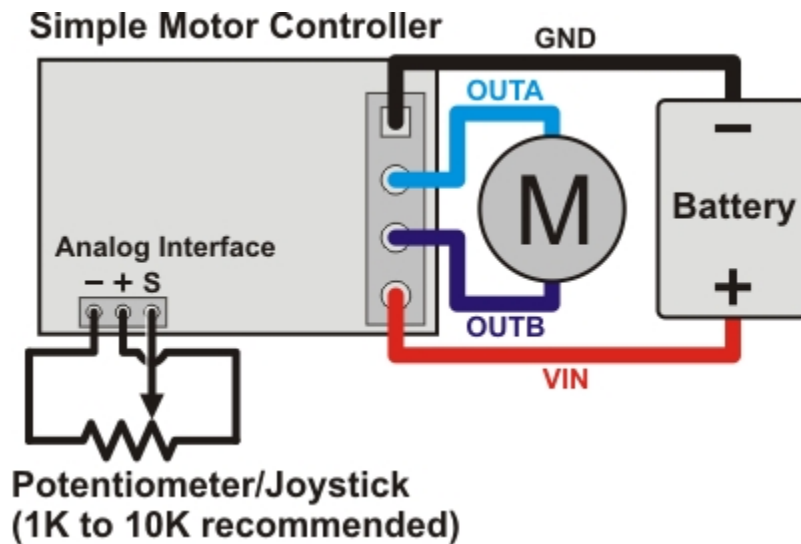 Simple Motor Controller
GND
OUTA
M
−
Battery
+
Analog Interface
− + S
OUTB
VIN
Potentiometer/Joystick
(1K to 10K recommended)